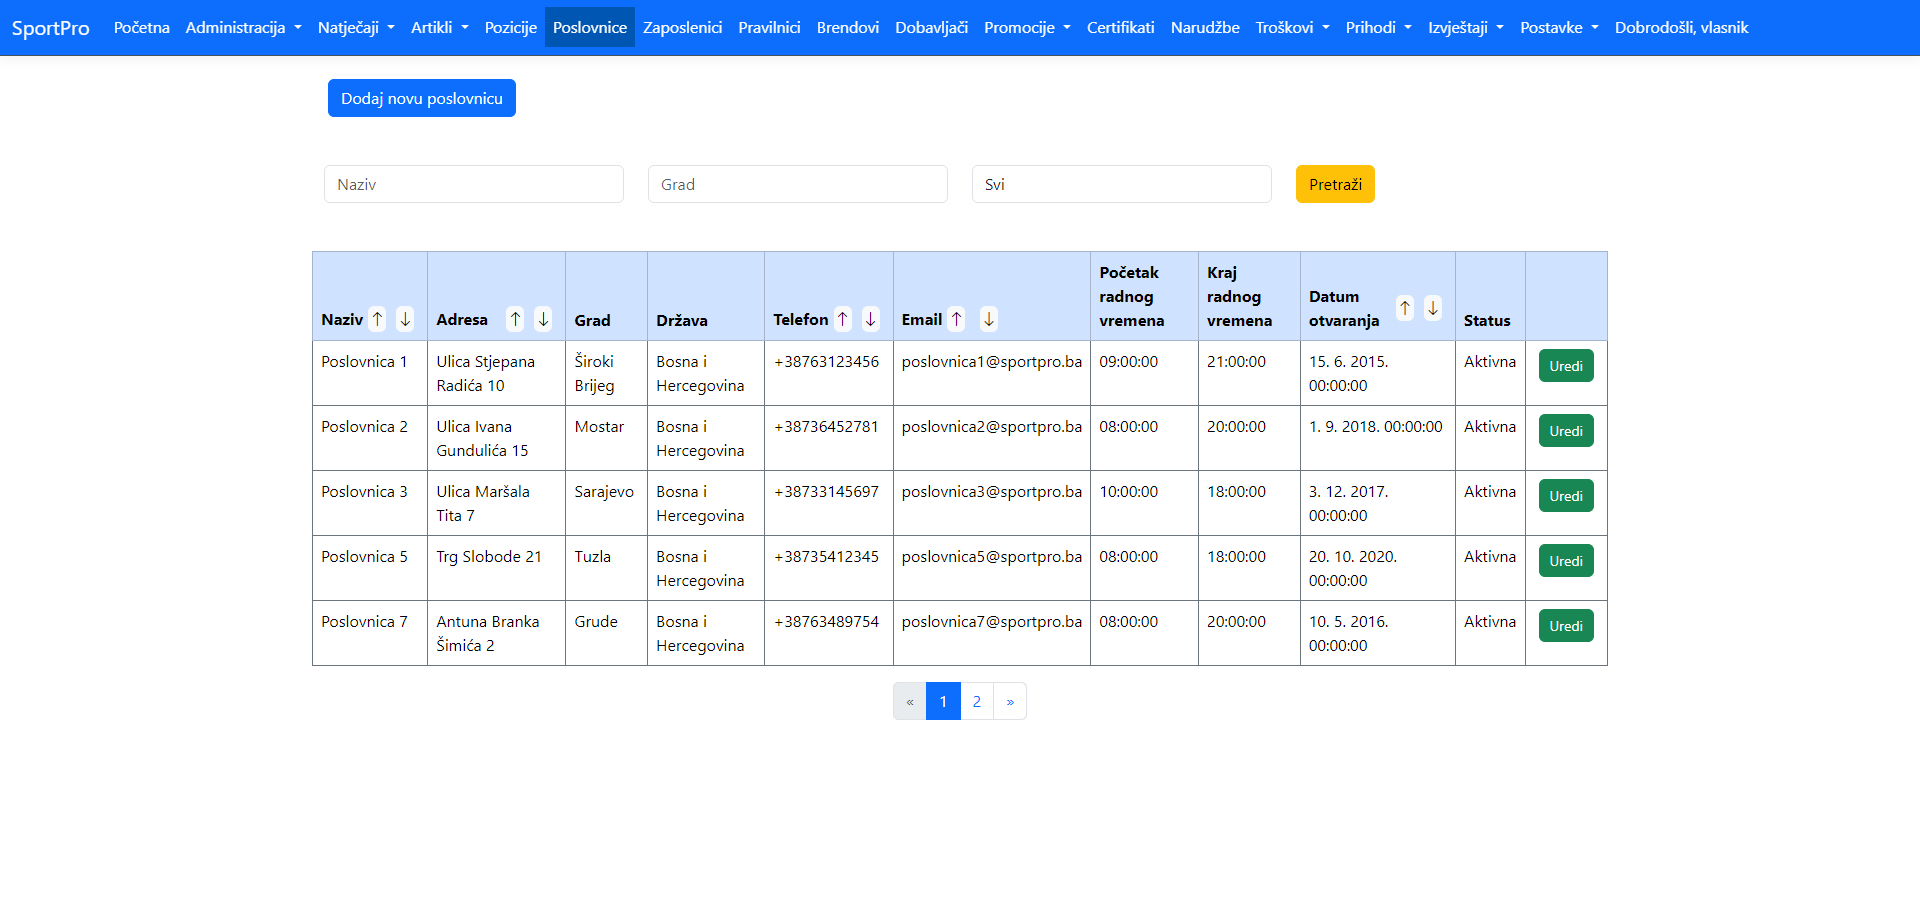 SportPro Početna Administracija Natječaji Artikli Pozicije Poslovnice Zaposlenici Pravilnici Brendovi Dobavljači Promocije Certifikati Narudžbe Troškovi Prihodi Izvještaji Postavke Dobrodošli, vlasnik
Dodaj novu poslovnicu
Naziv Grad Svi Pretraži
Naziv ↑ ↓ Adresa ↑ ↓ Grad Država Telefon ↑ ↓ Email ↑ ↓ Početak radnog vremena Kraj radnog vremena Datum otvaranja ↑ ↓ Status
Poslovnica 1 Ulica Stjepana Radića 10 Široki Brijeg Bosna i Hercegovina +38763123456 poslovnica1@sportpro.ba 09:00:00 21:00:00 15. 6. 2015. 00:00:00 Aktivna Uredi
Poslovnica 2 Ulica Ivana Gundulića 15 Mostar Bosna i Hercegovina +38736452781 poslovnica2@sportpro.ba 08:00:00 20:00:00 1. 9. 2018. 00:00:00 Aktivna Uredi
Poslovnica 3 Ulica Maršala Tita 7 Sarajevo Bosna i Hercegovina +38733145697 poslovnica3@sportpro.ba 10:00:00 18:00:00 3. 12. 2017. 00:00:00 Aktivna Uredi
Poslovnica 5 Trg Slobode 21 Tuzla Bosna i Hercegovina +38735412345 poslovnica5@sportpro.ba 08:00:00 18:00:00 20. 10. 2020. 00:00:00 Aktivna Uredi
Poslovnica 7 Antuna Branka Šimića 2 Grude Bosna i Hercegovina +38763489754 poslovnica7@sportpro.ba 08:00:00 20:00:00 10. 5. 2016. 00:00:00 Aktivna Uredi
« 1 2 »